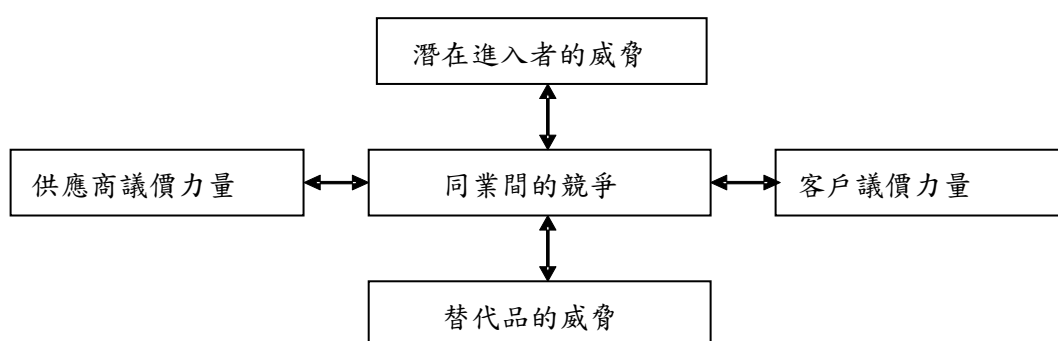 潛在進入者的威脅
供應商議價力量
同業間的競爭
客戶議價力量
替代品的威脅